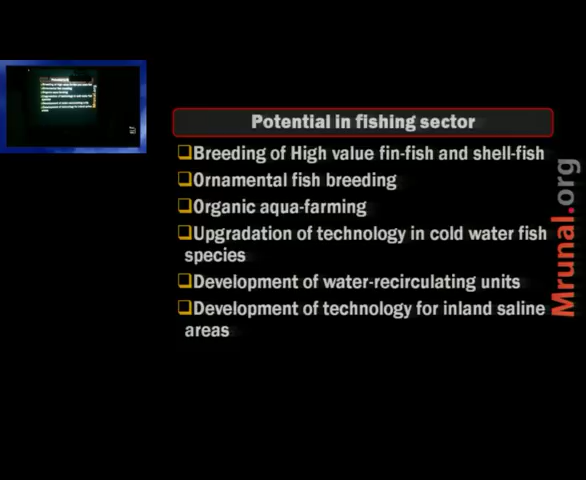 Potential in fishing sector
❑Breeding of High value fin-fish and shell-fish
❑Ornamental fish breeding
❑Organic aqua-farming
❑Upgradation of technology in cold water fish
species
❑Development of water-recirculating units
❑Development of technology for inland saline
areas
Mrunal.org